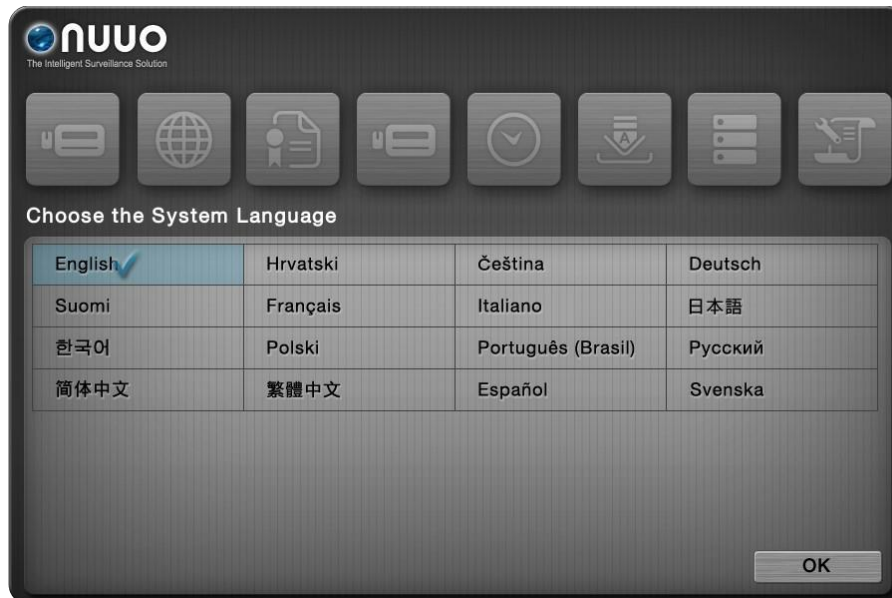 nuuo
The Intelligent Surveillance Solution
A
Choose the System Language
English Hrvatski Čeština Deutsch
Suomi Français Italiano 日本語
한국어 Polski Português (Brasil) Русский
简体中文 繁體中文 Español Svenska
OK